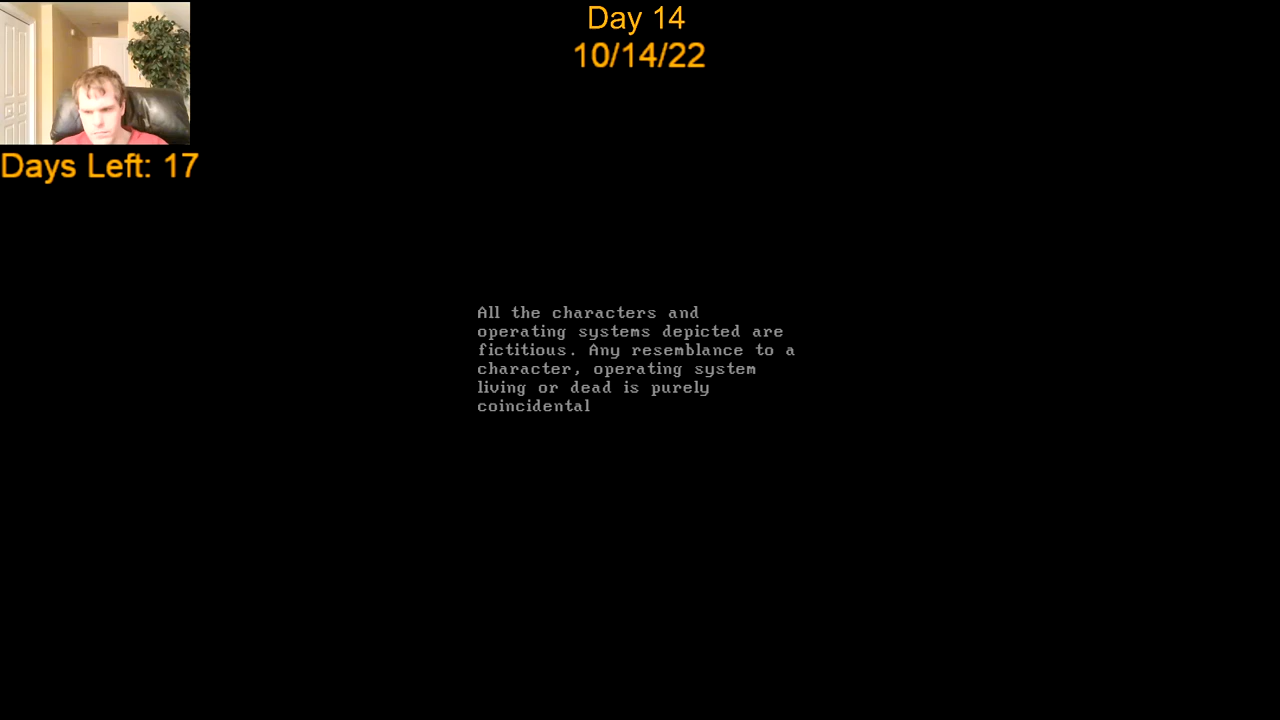 Day 14
10/14/22
Days Left: 17
All the characters and
operating systems depicted are
fictitious. Any resemblance to a
character, operating system
living or dead is purely
coincidental